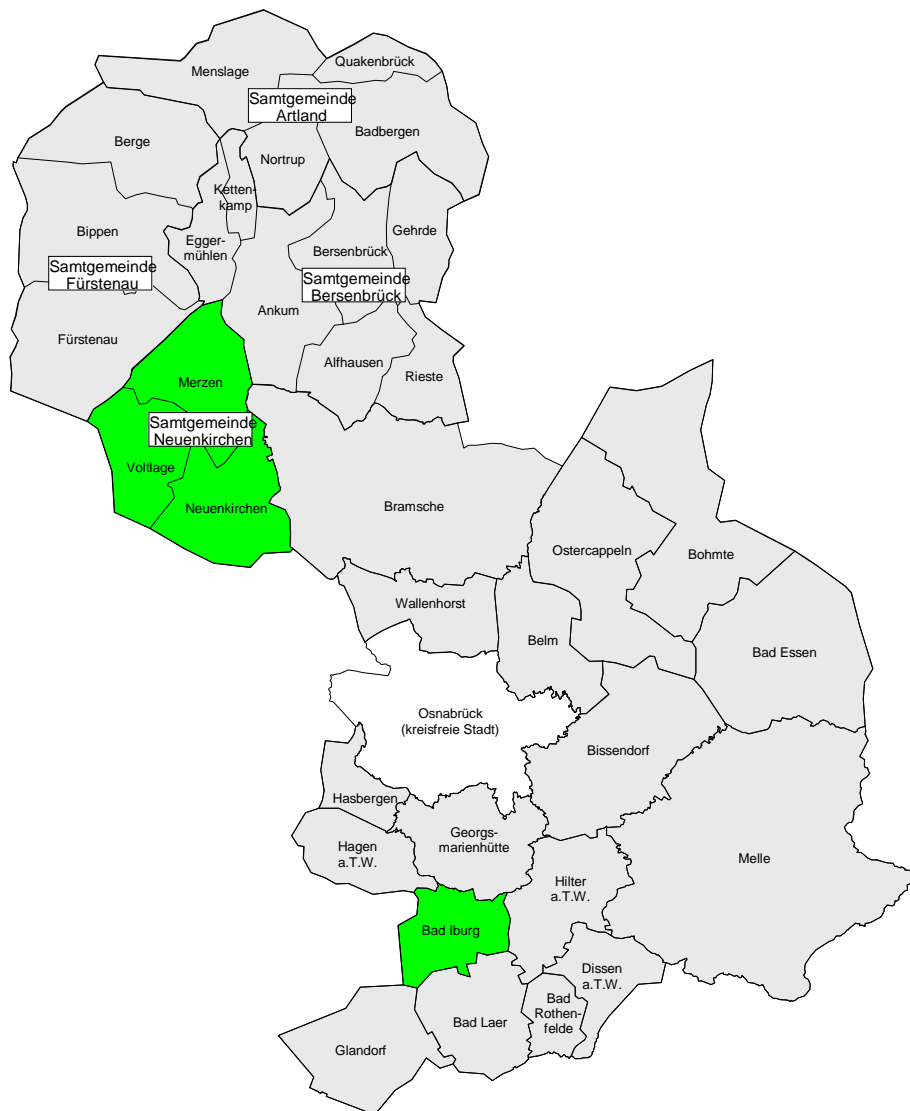 Menslage
Quakenbrück
Samtgemeinde
Artland
Badbergen
Berge
Nortrup
Ketten-
kamp
Gehrde
Bippen
Egger-
mühlen
Bersenbrück
Samtgemeinde
Fürstenau
Samtgemeinde
Bersenbrück
Ankum
Fürstenau
Alfhausen
Rieste
Merzen
Samtgemeinde
Neuenkirchen
Voltlage
Neuenkirchen
Bramsche
Ostercappeln
Bohmte
Wallenhorst
Belm
Bad Essen
Osnabrück
(kreisfreie Stadt)
Bissendorf
Hasbergen
Georgs-
marienhütte
Hagen
a.T.W.
Melle
Hilter
a.T.W.
Bad Iburg
Dissen
a.T.W.
Bad
Rothen-
felde
Bad Laer
Glandorf